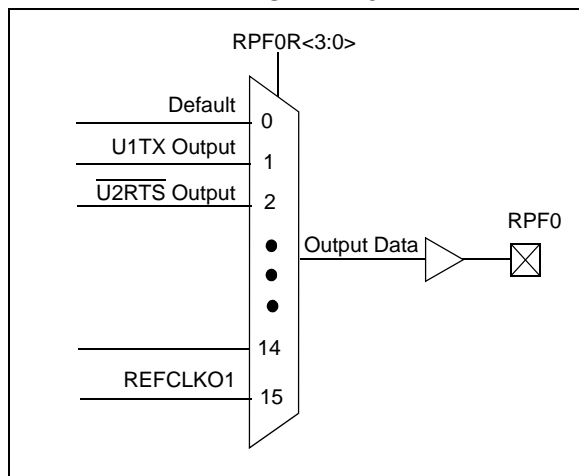 RPF0R<3:0>
Default
0
U1TX Output
1
U2RTS Output
2
RPF0
Output Data
14
REFCLKO1
15